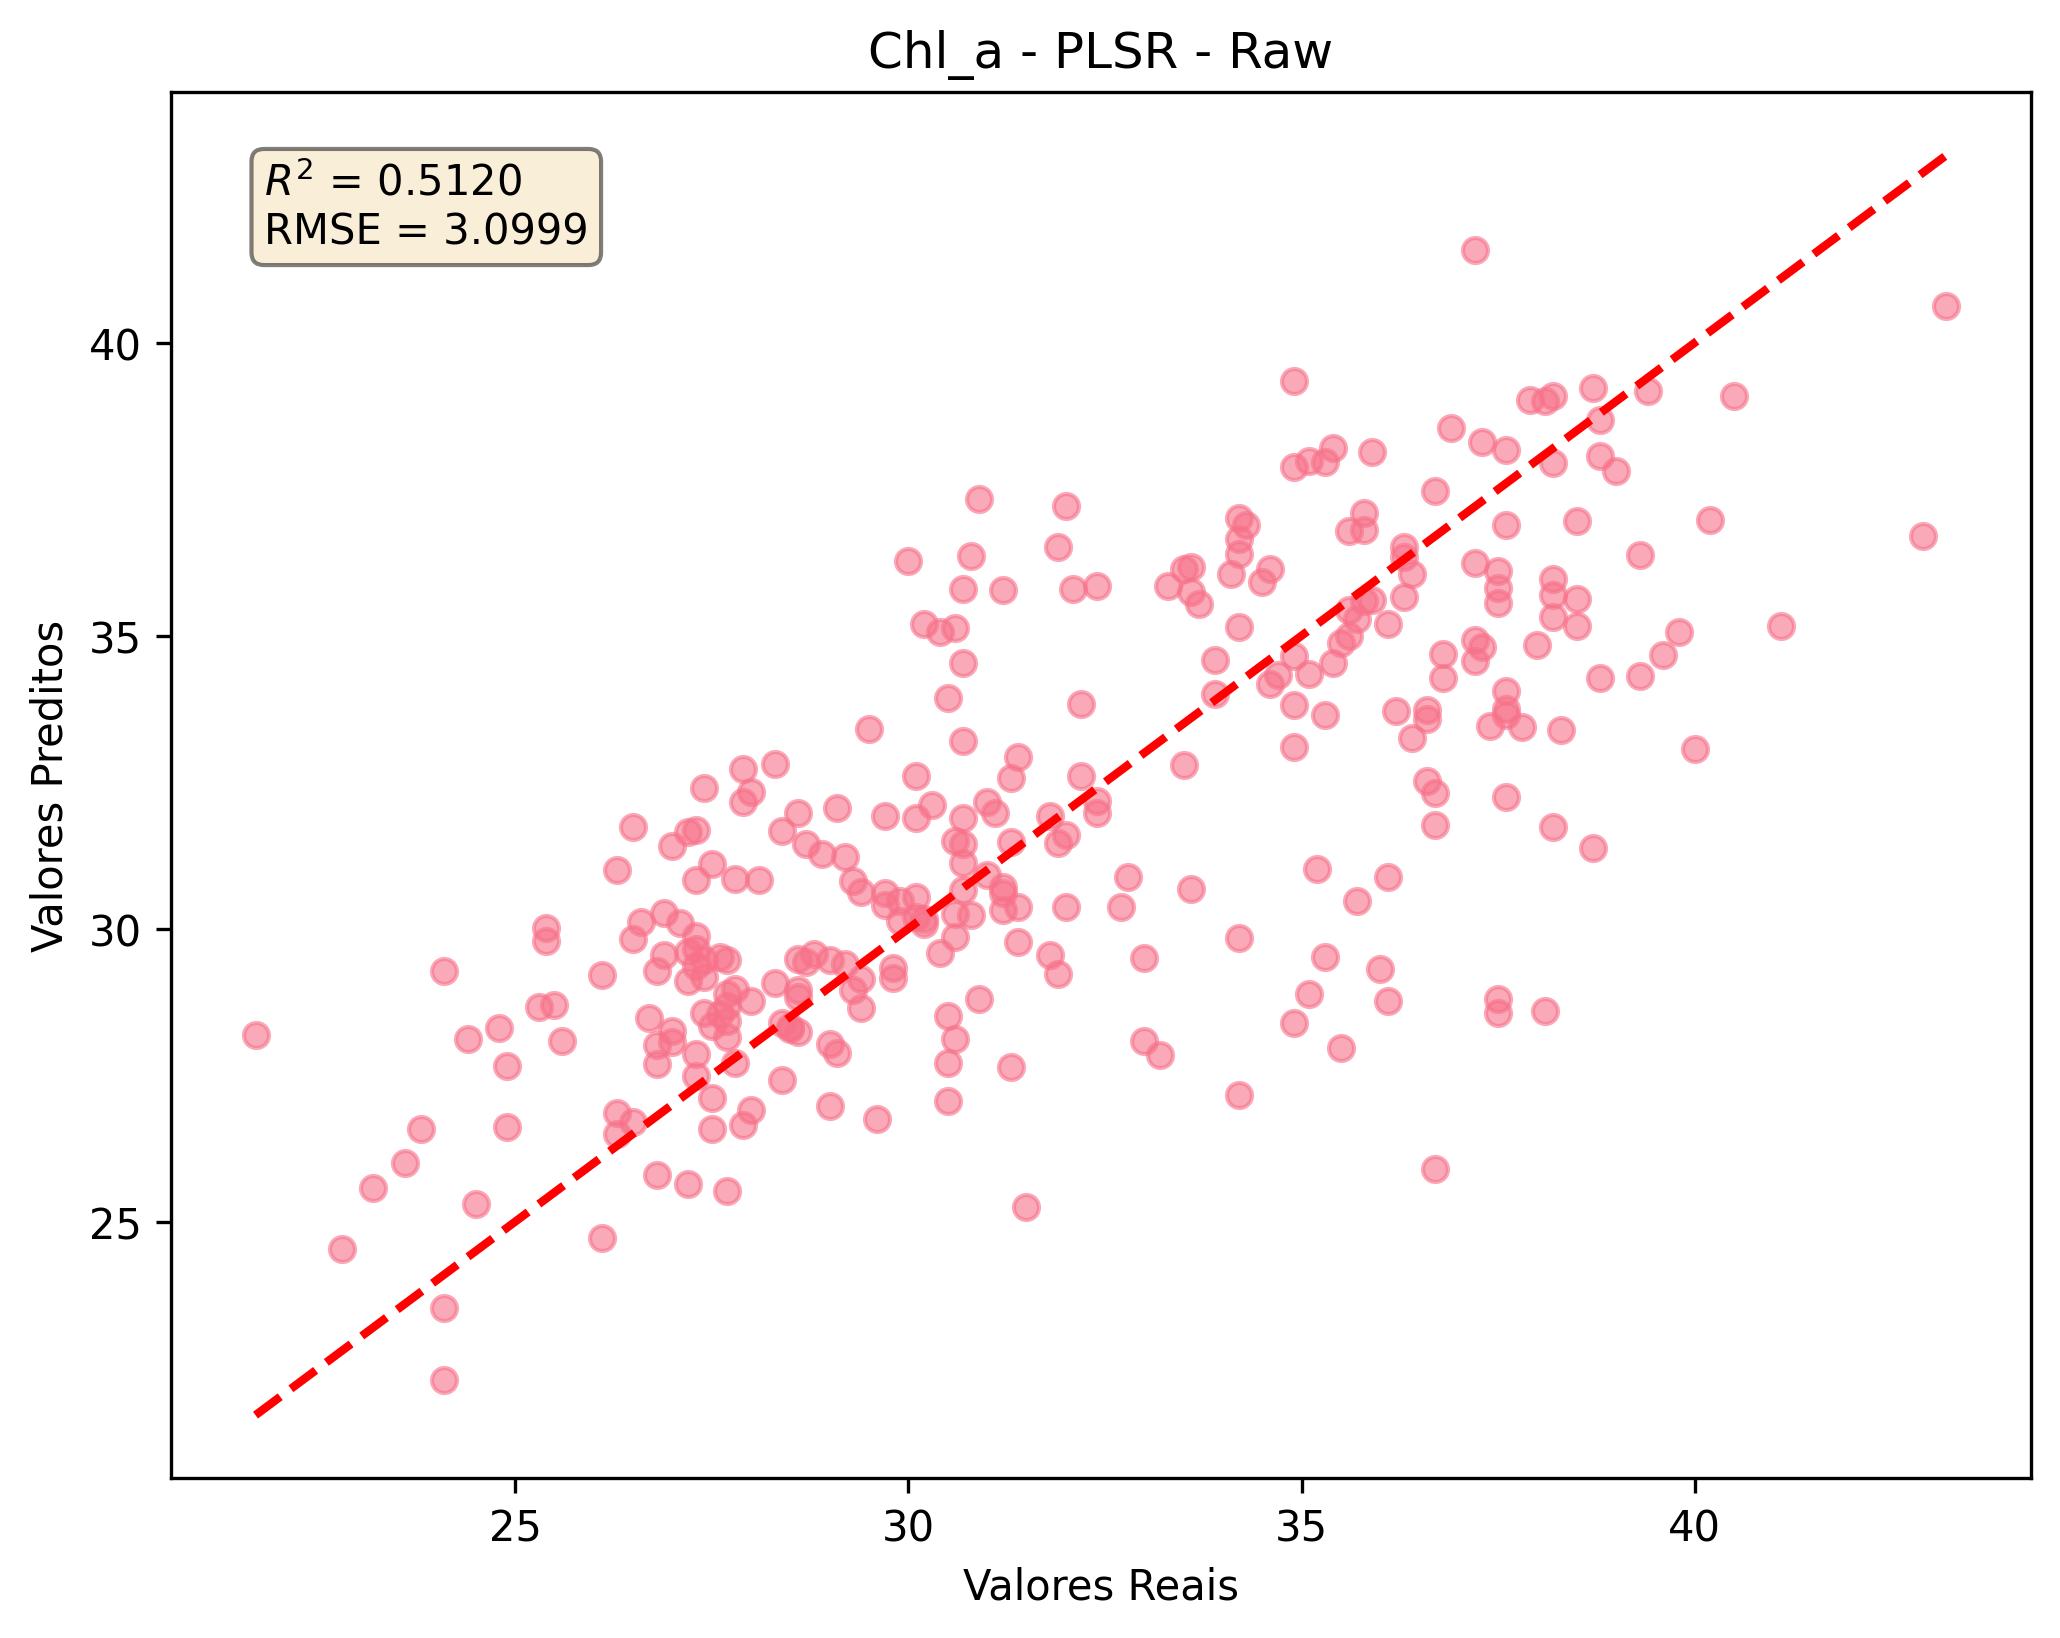 Chl_a - PLSR - Raw
R² = 0.5120
RMSE = 3.0999
Valores Preditos
40
35
30
25
25 30 35 40
Valores Reais